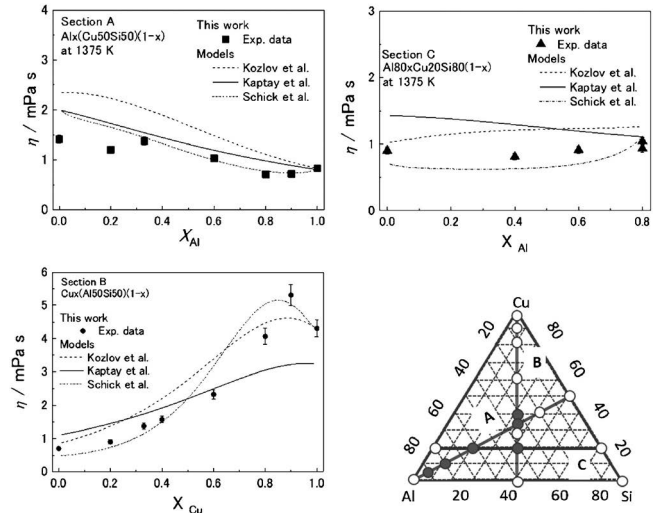 Section A
Alx(Cu50Si50)(1-x)
at 1375 K
This work
Exp. data
Models
Kozlov et al.
Kaptay et al.
Schick et al.
5
4
3
2
1
0
η / mPa s
0.0 0.2 0.4 0.6 0.8 1.0
XAl
Section C
Al80xCu20Si80(1-x)
at 1375 K
This work
Exp. data
Models
Kozlov et al.
Kaptay et al.
Schick et al.
3
2
1
0
η / mPa s
0.0 0.2 0.4 0.6 0.8
XAl
Section B
Cux(Al50Si50)(1-x)
This work
Exp. data
Models
Kozlov et al.
Kaptay et al.
Schick et al.
6
5
4
3
2
1
0
η / mPa s
0.0 0.2 0.4 0.6 0.8 1.0
XCu
Cu
20 80
B
40 60
A
60 40
80 20
C
Al 20 40 60 80 Si